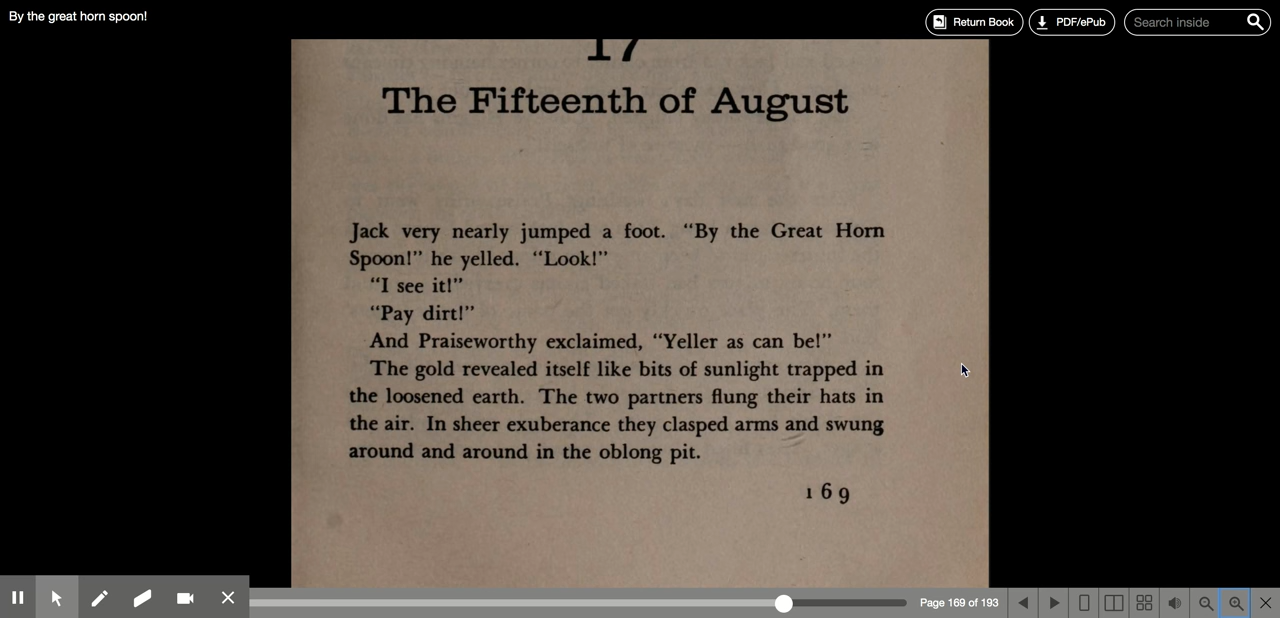 By the great horn spoon!
Return Book
PDF/ePub
Search inside
17
The Fifteenth of August
Jack very nearly jumped a foot. “By the Great Horn
Spoon!” he yelled. “Look!”
“I see it!”
“Pay dirt!”
And Praiseworthy exclaimed, “Yeller as can be!”
The gold revealed itself like bits of sunlight trapped in
the loosened earth. The two partners flung their hats in
the air. In sheer exuberance they clasped arms and swung
around and around in the oblong pit.
169
Page 169 of 193